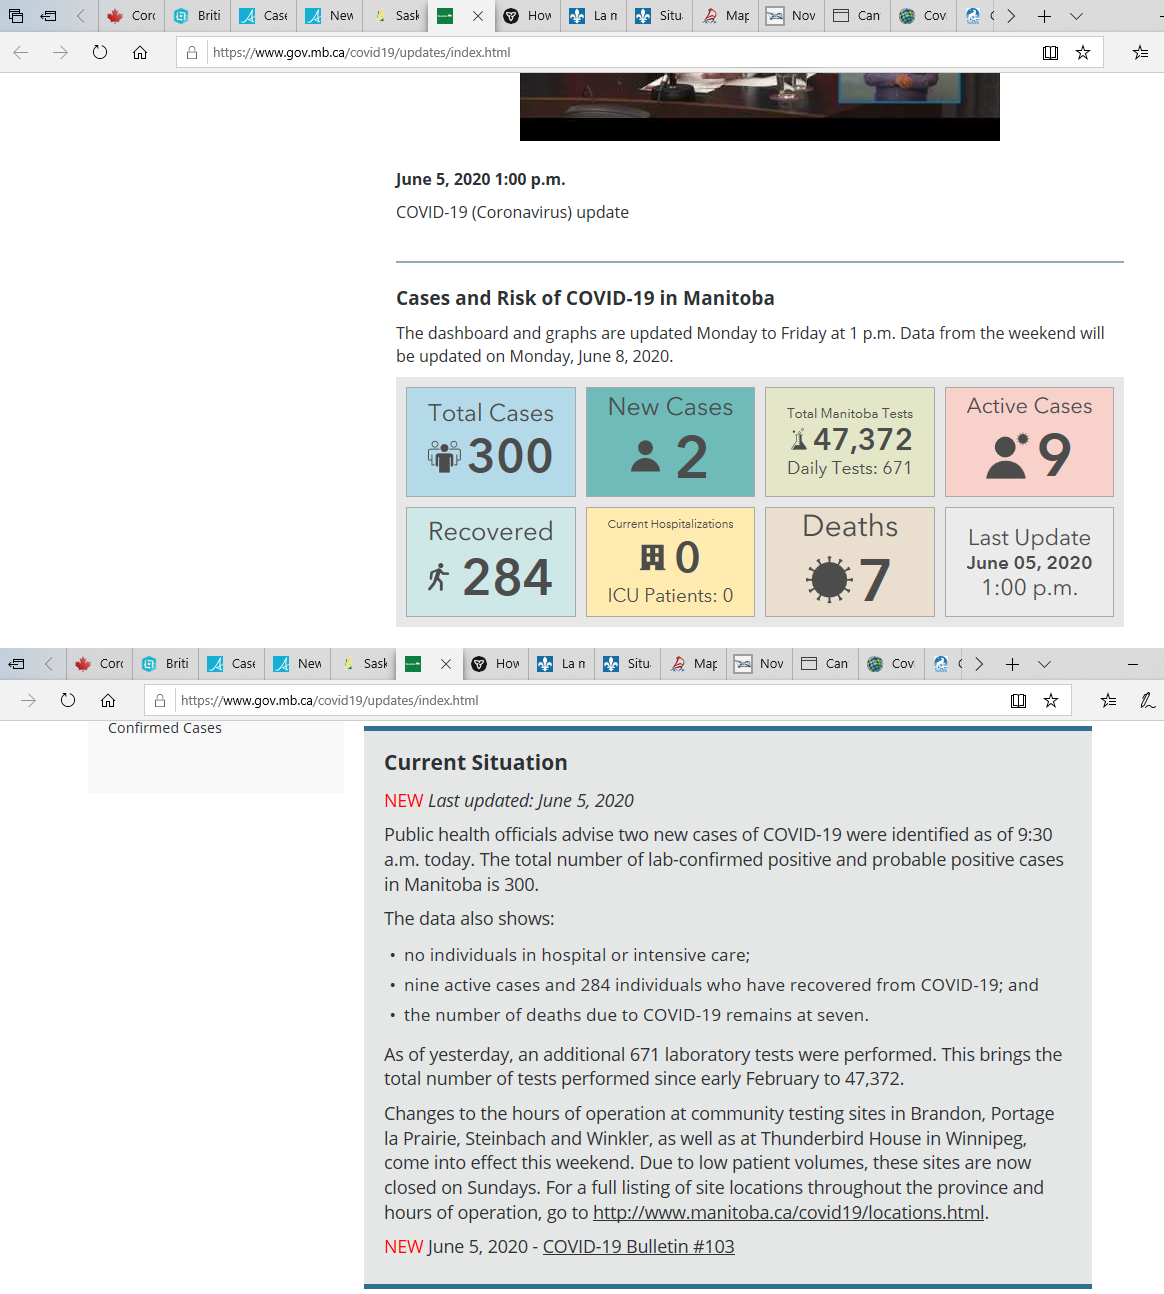 Corc
Briti
Case
New
Sask
How
La m
Situ
Map
Nov
Can
Cov
https://www.gov.mb.ca/covid19/updates/index.html
June 5, 2020 1:00 p.m.
COVID-19 (Coronavirus) update
Cases and Risk of COVID-19 in Manitoba
The dashboard and graphs are updated Monday to Friday at 1 p.m. Data from the weekend will
be updated on Monday, June 8, 2020.
Total Cases
300
New Cases
2
Total Manitoba Tests
47,372
Daily Tests: 671
Active Cases
9
Recovered
284
Current Hospitalizations
0
ICU Patients: 0
Deaths
7
Last Update
June 05, 2020
1:00 p.m.
Corc
Briti
Case
New
Sask
How
La m
Situ
Map
Nov
Can
Cov
https://www.gov.mb.ca/covid19/updates/index.html
Confirmed Cases
Current Situation
NEW Last updated: June 5, 2020
Public health officials advise two new cases of COVID-19 were identified as of 9:30
a.m. today. The total number of lab-confirmed positive and probable positive cases
in Manitoba is 300.
The data also shows:
• no individuals in hospital or intensive care;
• nine active cases and 284 individuals who have recovered from COVID-19; and
• the number of deaths due to COVID-19 remains at seven.
As of yesterday, an additional 671 laboratory tests were performed. This brings the
total number of tests performed since early February to 47,372.
Changes to the hours of operation at community testing sites in Brandon, Portage
la Prairie, Steinbach and Winkler, as well as at Thunderbird House in Winnipeg,
come into effect this weekend. Due to low patient volumes, these sites are now
closed on Sundays. For a full listing of site locations throughout the province and
hours of operation, go to http://www.manitoba.ca/covid19/locations.html.
NEW June 5, 2020 - COVID-19 Bulletin #103